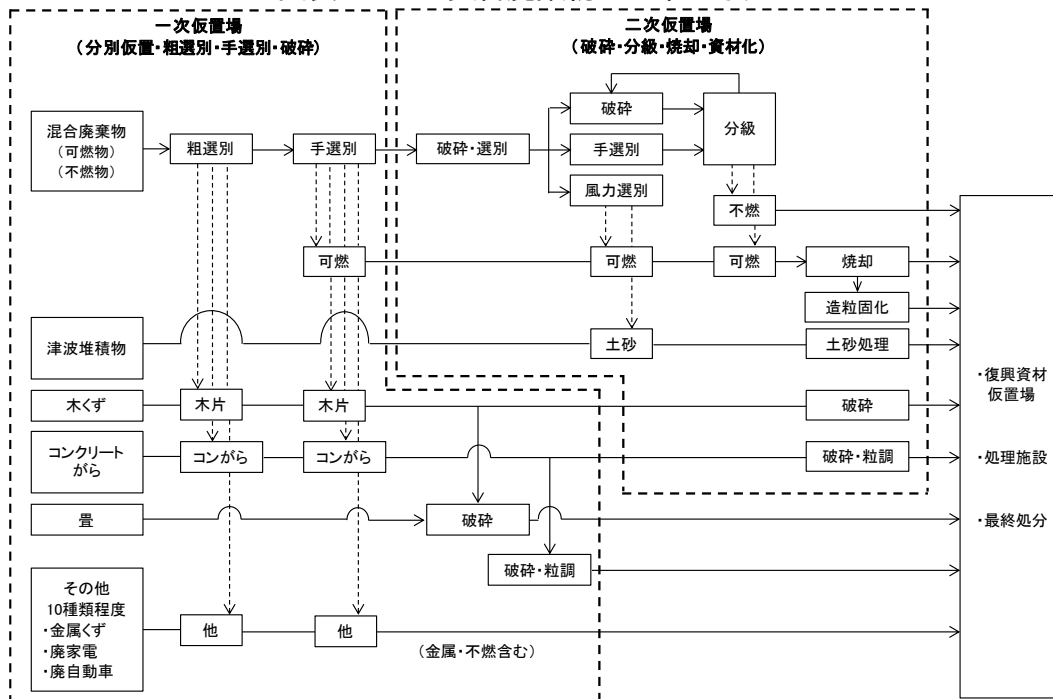 一次仮置場
(分別仮置・粗選別・手選別・破砕)
二次仮置場
(破砕・分級・焼却・資材化)
混合廃棄物
(可燃物)
(不燃物)
粗選別
手選別
破砕・選別
破砕
手選別
風力選別
分級
不燃
可燃
可燃
可燃
焼却
造粒固化
津波堆積物
土砂
土砂処理
木くず
木片
木片
破砕
コンクリート
がら
コンがら
コンがら
破砕・粒調
畳
破砕
破砕・粒調
その他
10種類程度
・金属くず
・廃家電
・廃自動車
他
他
(金属・不燃含む)
・復興資材
仮置場
・処理施設
・最終処分